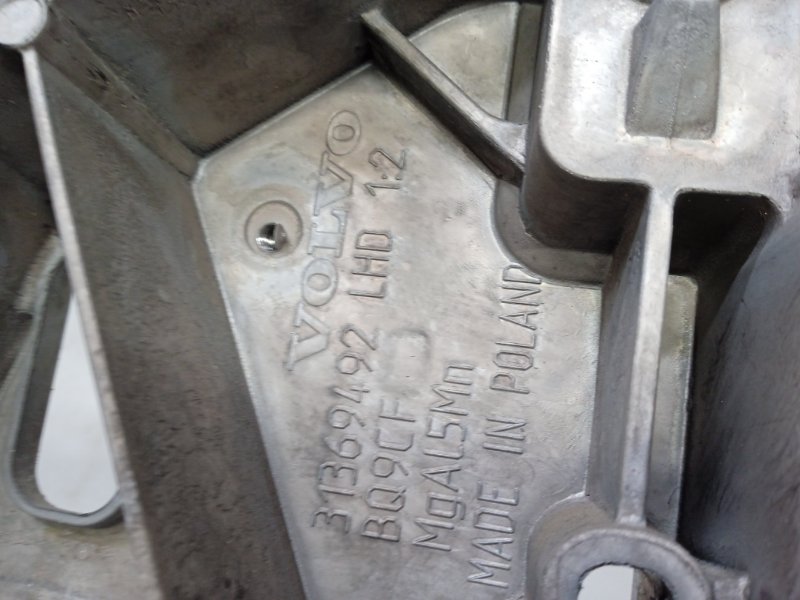 VOLVO
31369492 LHD 1:2
BQ9CF
MgAl5Mn
MADE IN POLAND